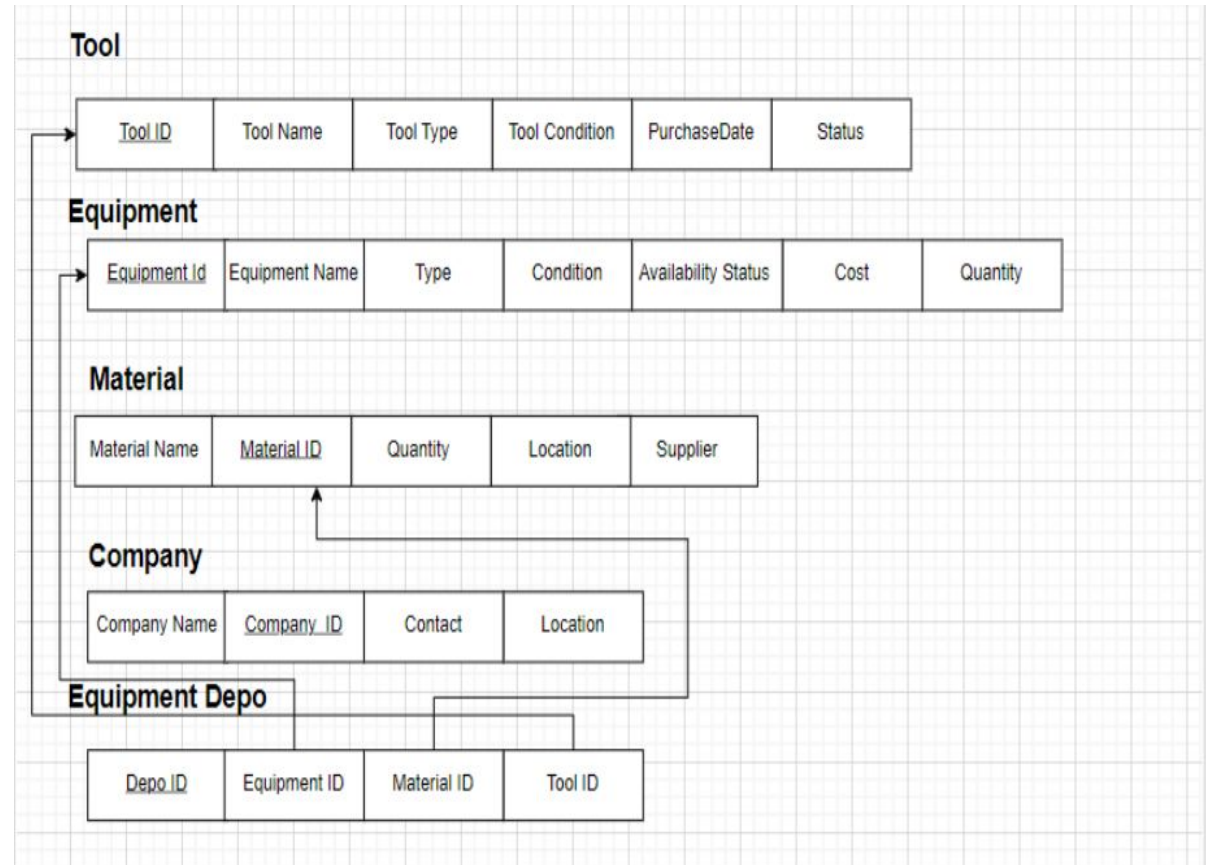 Tool
Tool ID Tool Name Tool Type Tool Condition PurchaseDate Status
Equipment
Equipment Id Equipment Name Type Condition Availability Status Cost Quantity
Material
Material Name Material ID Quantity Location Supplier
Company
Company Name Company_ID Contact Location
Equipment Depo
Depo ID Equipment ID Material ID Tool ID